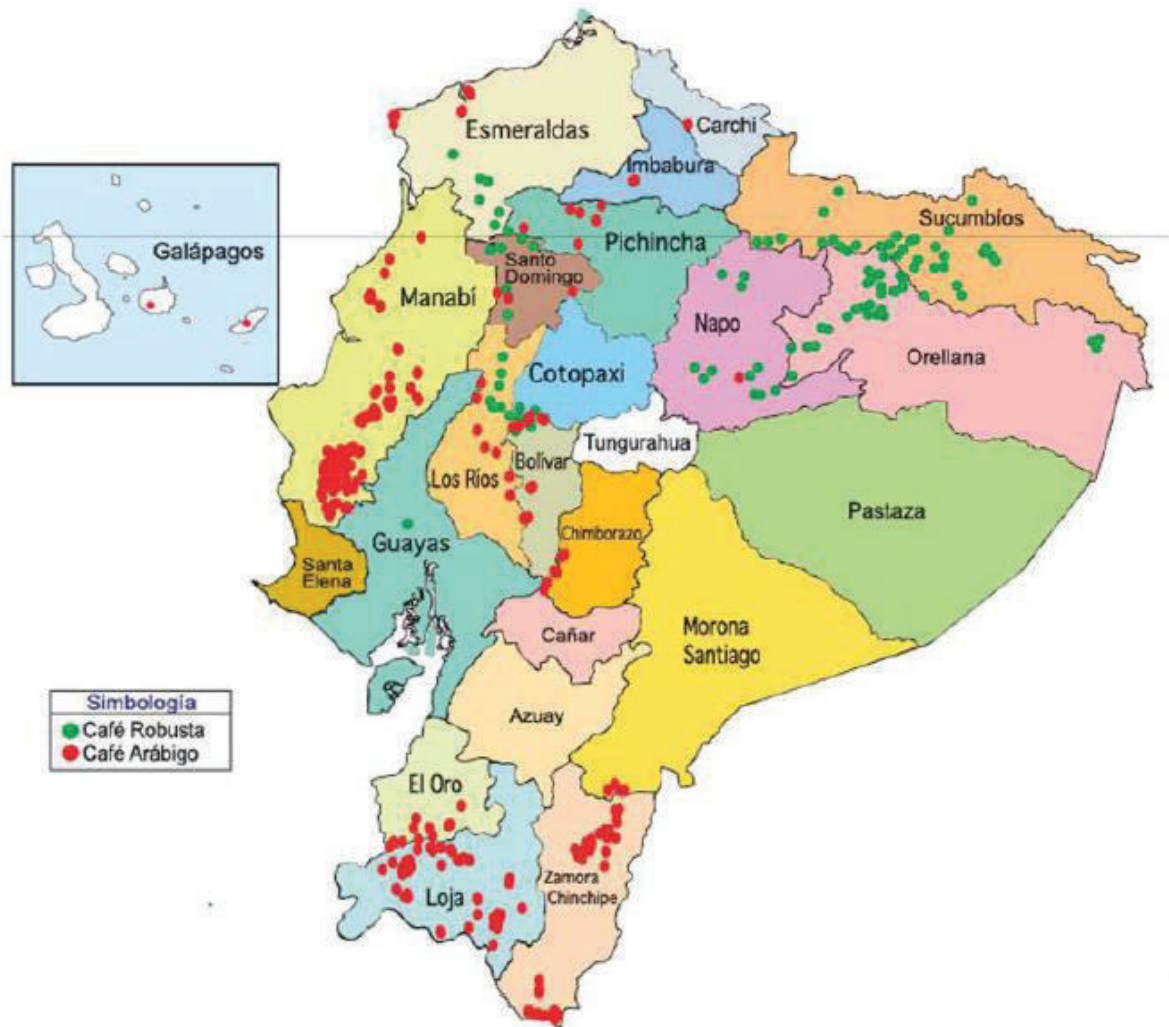 Esmeraldas
Carchi
Imbabura
Galápagos
Sucumbíos
Pichincha
Santo
Domingo
Manabí
Napo
Orellana
Cotopaxi
Tungurahua
Bolívar
Los Ríos
Pastaza
Chimborazo
Guayas
Santa
Elena
Cañar
Morona
Santiago
Simbología
Café Robusta
Café Arábigo
Azuay
El Oro
Zamora
Chinchipe
Loja